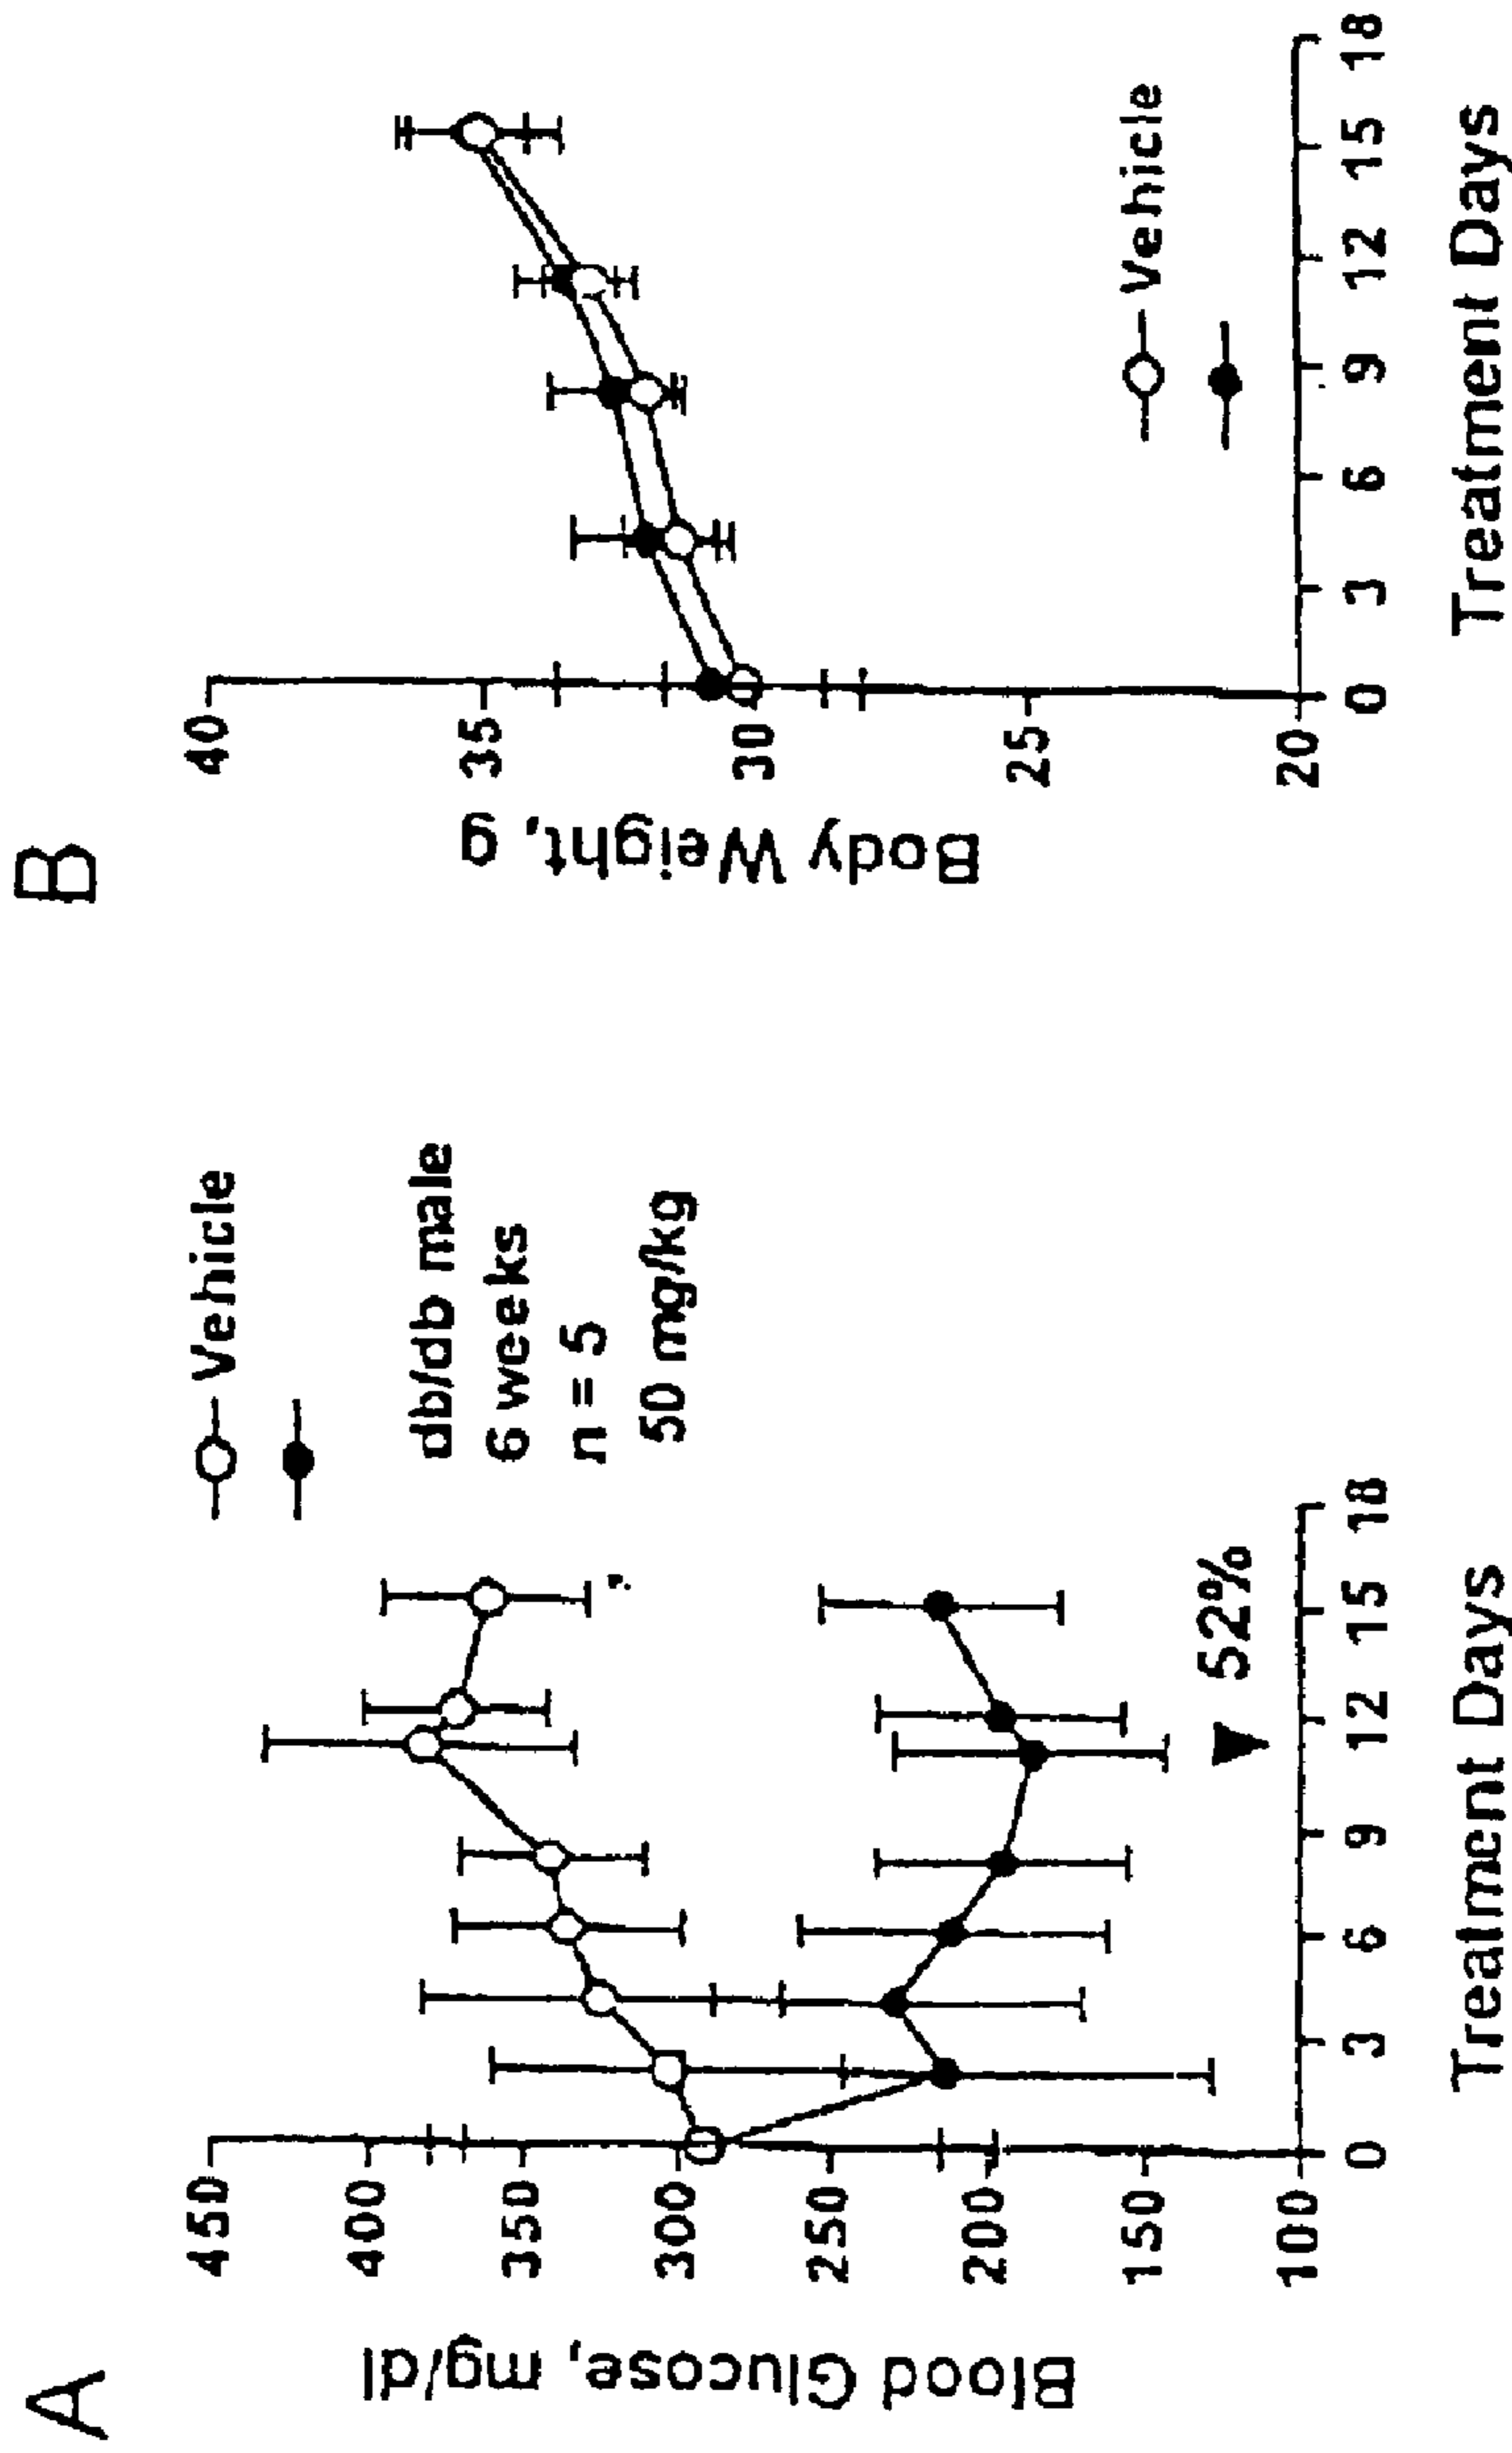 A
Vehicle
db/db male
6 weeks
n = 5
50 mg/kg
Blood Glucose, mg/dl
450
400
350
300
250
200
150
100
52%
0 3 6 9 12 15 18
Treatment Days
B
Body Weight, g
40
35
30
25
20
Vehicle
0 3 6 9 12 15 18
Treatment Days